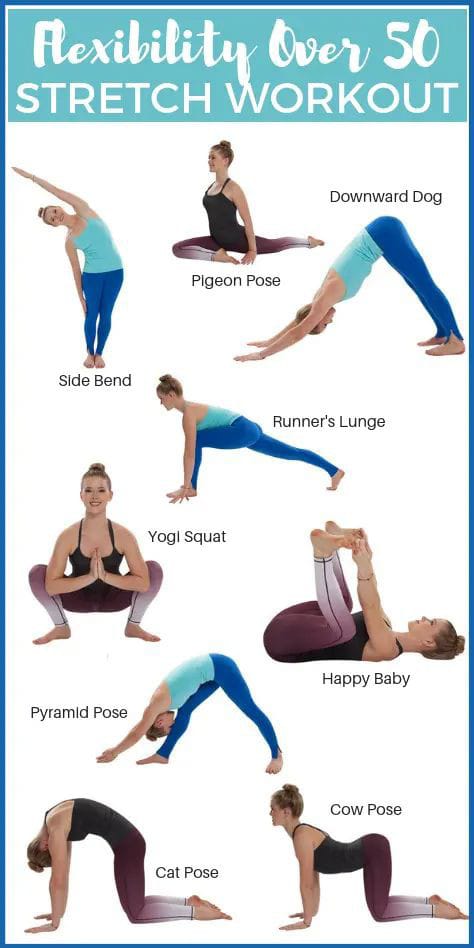 Flexibility Over 50
STRETCH WORKOUT
Downward Dog
Pigeon Pose
Side Bend
Runner's Lunge
Yogi Squat
Happy Baby
Pyramid Pose
Cow Pose
Cat Pose